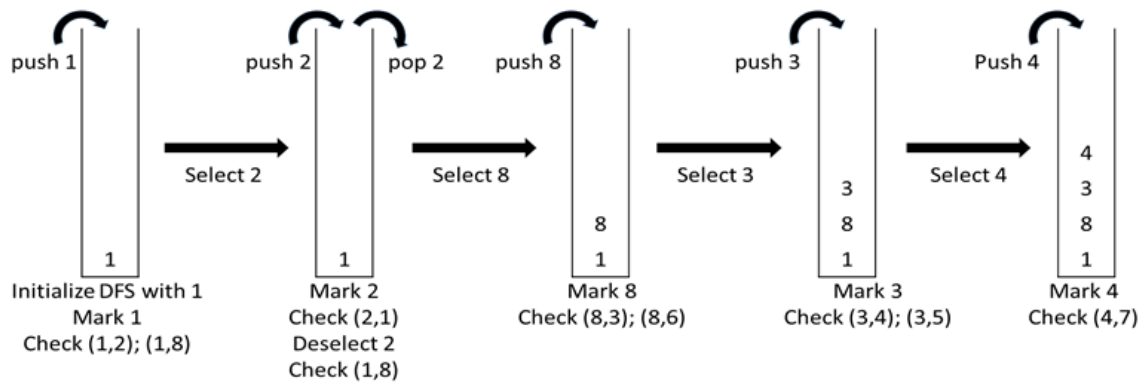 push 1
1
Initialize DFS with 1
Mark 1
Check (1,2); (1,8)
Select 2
push 2
pop 2
1
Mark 2
Check (2,1)
Deselect 2
Check (1,8)
Select 8
push 8
8
1
Mark 8
Check (8,3); (8,6)
Select 3
push 3
3
8
1
Mark 3
Check (3,4); (3,5)
Select 4
Push 4
4
3
8
1
Mark 4
Check (4,7)